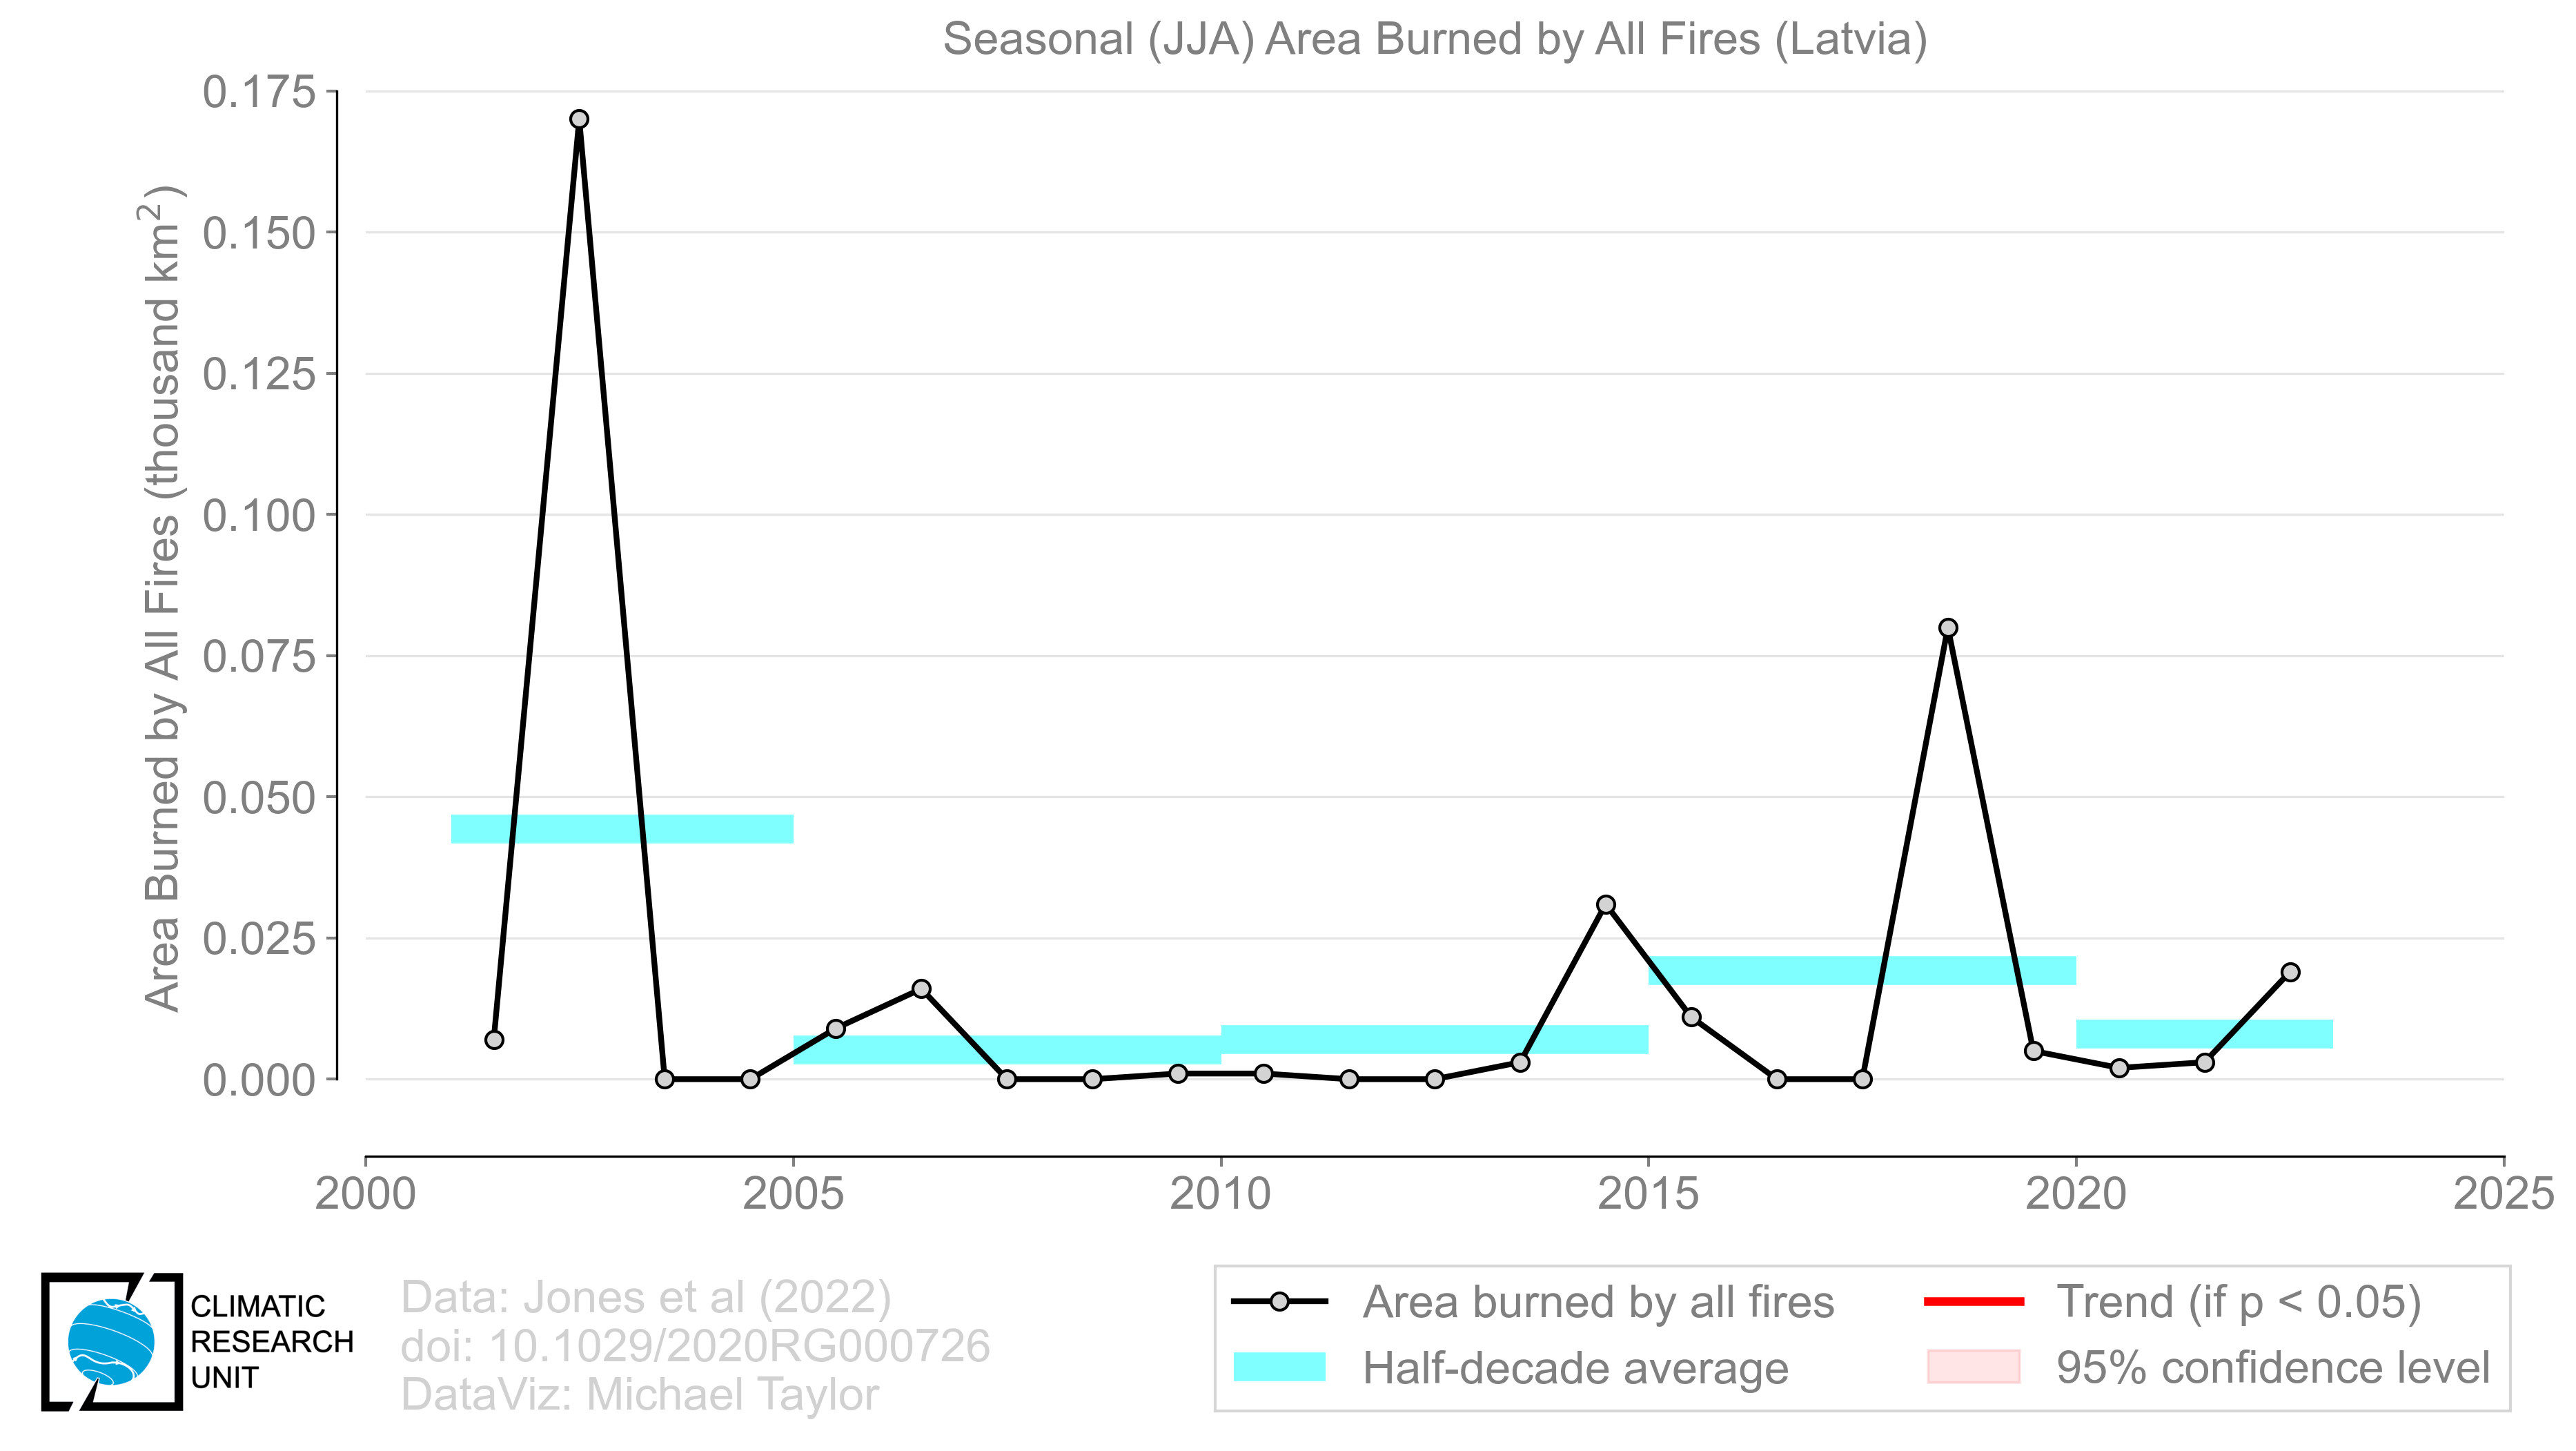 Seasonal (JJA) Area Burned by All Fires (Latvia)
Area Burned by All Fires (thousand km²)
0.175
0.150
0.125
0.100
0.075
0.050
0.025
0.000
2000
2005
2010
2015
2020
2025
CLIMATIC
RESEARCH
UNIT
Data: Jones et al (2022)
doi: 10.1029/2020RG000726
DataViz: Michael Taylor
Area burned by all fires
Half-decade average
Trend (if p < 0.05)
95% confidence level